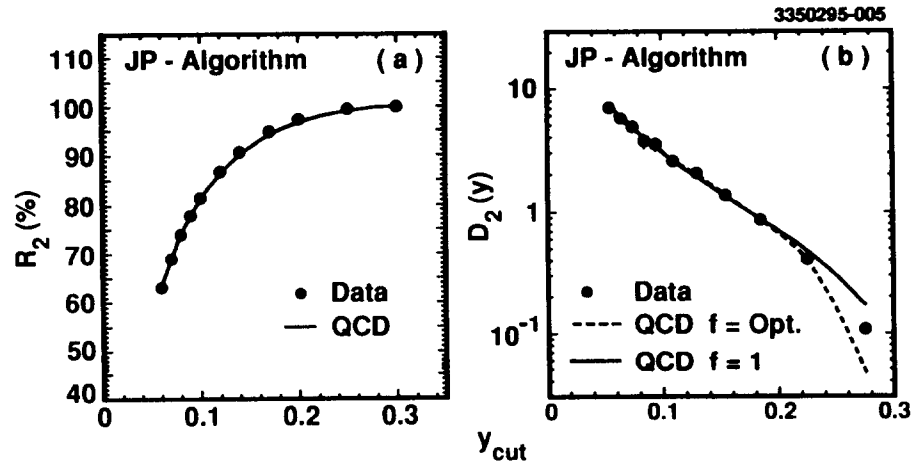 3350295-005
JP - Algorithm ( a )
R2 (%)
110
100
90
80
70
60
50
40
Data
QCD
0 0.1 0.2 0.3
JP - Algorithm ( b )
D2 (y)
10
1
10-1
Data
QCD f = Opt.
QCD f = 1
0 0.1 0.2 0.3
ycut